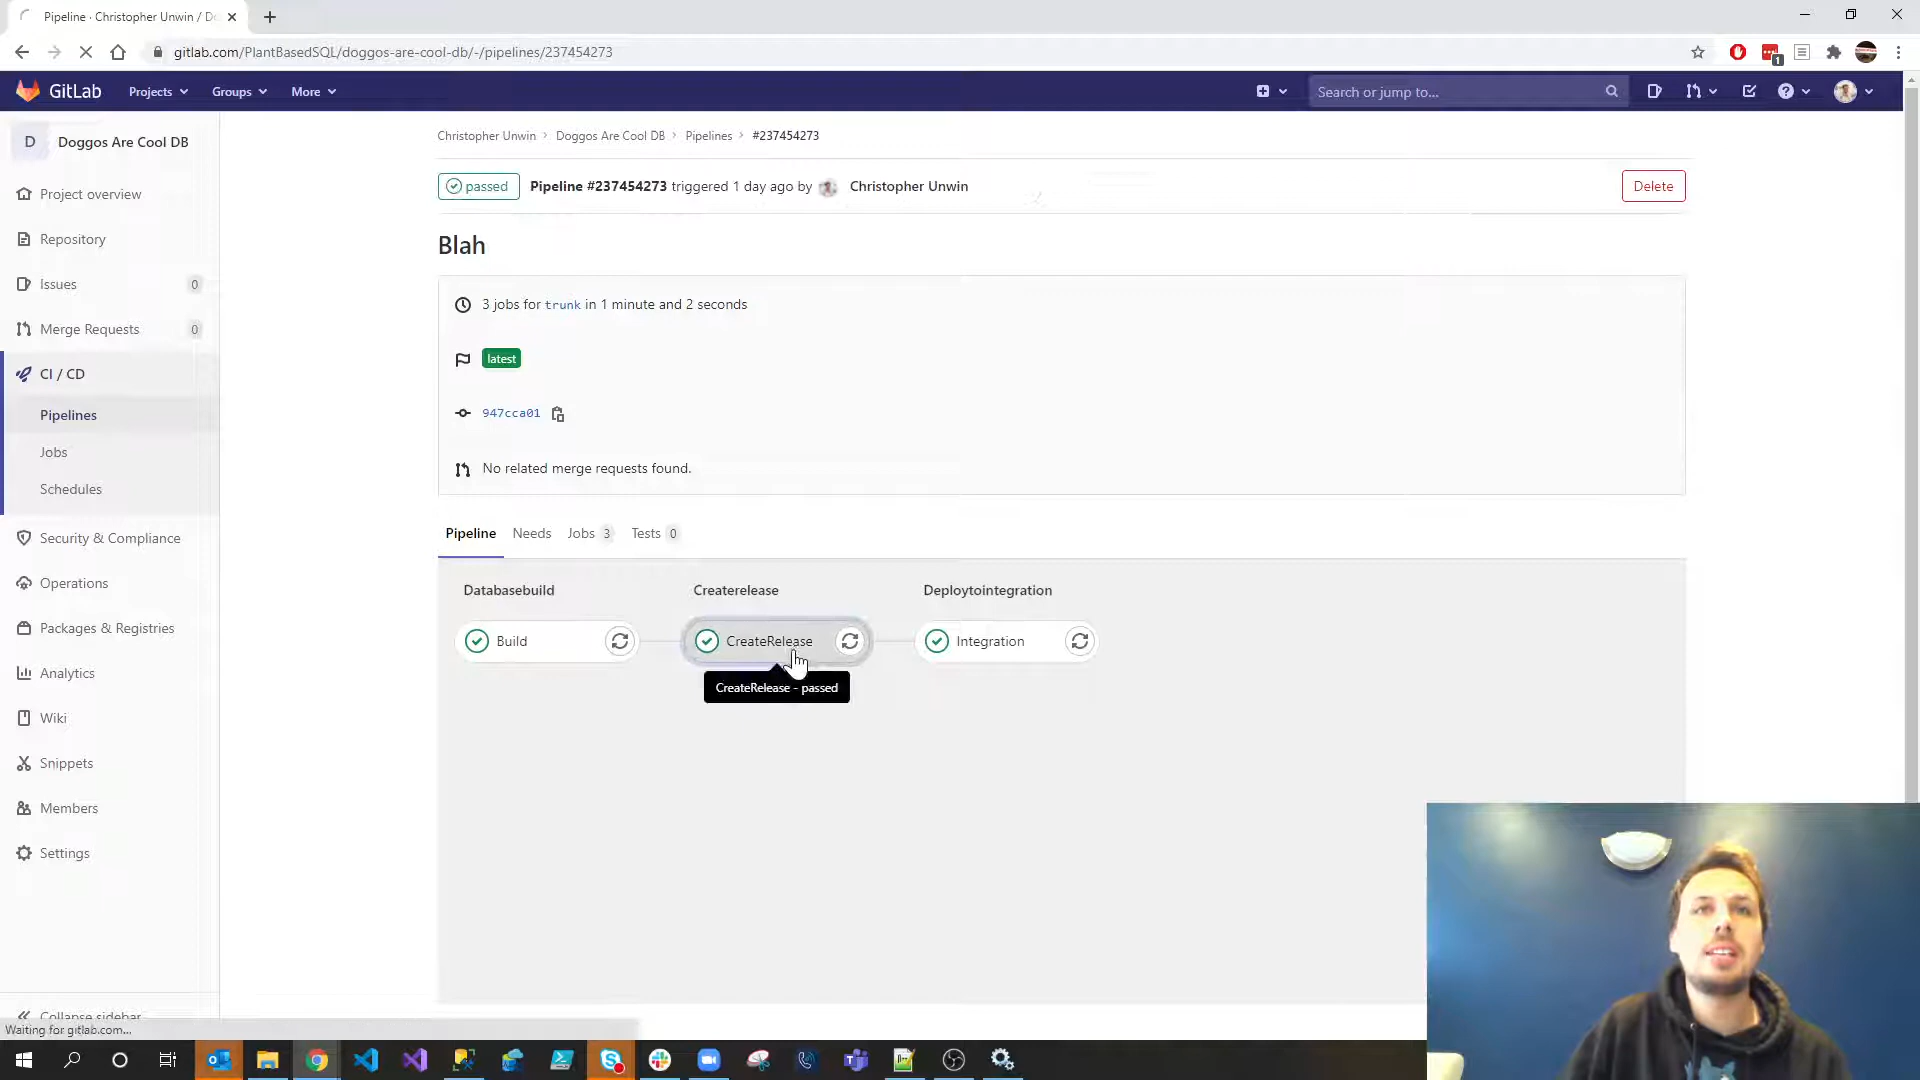 Pipeline · Christopher Unwin / Do
gitlab.com/PlantBasedSQL/doggos-are-cool-db/-/pipelines/237454273
1
GitLab
Projects
Groups
More
Search or jump to...
D
Doggos Are Cool DB
Project overview
Repository
Issues
0
Merge Requests
0
CI / CD
Pipelines
Jobs
Schedules
Security & Compliance
Operations
Packages & Registries
Analytics
Wiki
Snippets
Members
Settings
Collapse sidebar
Waiting for gitlab.com...
Christopher Unwin › Doggos Are Cool DB › Pipelines › #237454273
passed Pipeline #237454273 triggered 1 day ago by Christopher Unwin
Delete
Blah
3 jobs for trunk in 1 minute and 2 seconds
latest
947cca01
No related merge requests found.
Pipeline Needs Jobs 3 Tests 0
Databasebuild Createrelease Deploytointegration
Build CreateRelease Integration
CreateRelease - passed